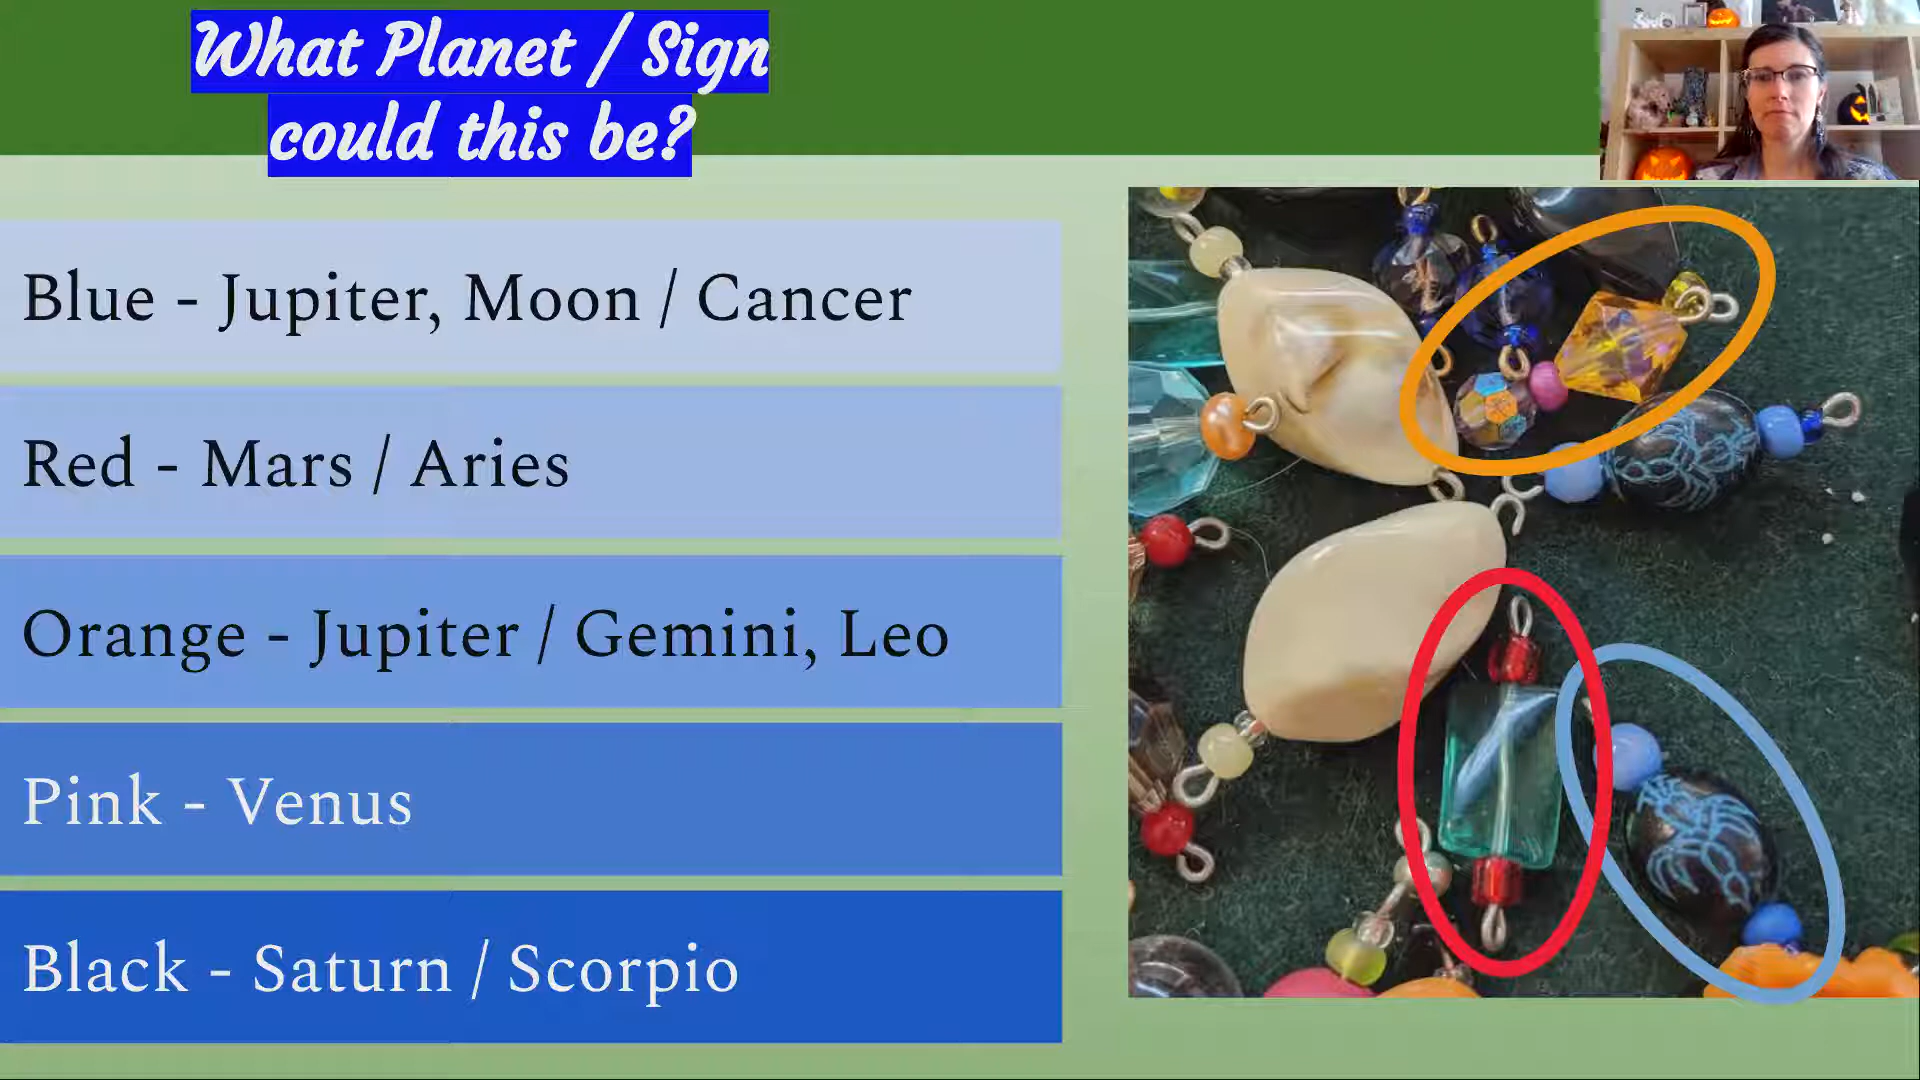 What Planet / Sign
could this be?
Blue - Jupiter, Moon / Cancer
Red - Mars / Aries
Orange - Jupiter / Gemini, Leo
Pink - Venus
Black - Saturn / Scorpio